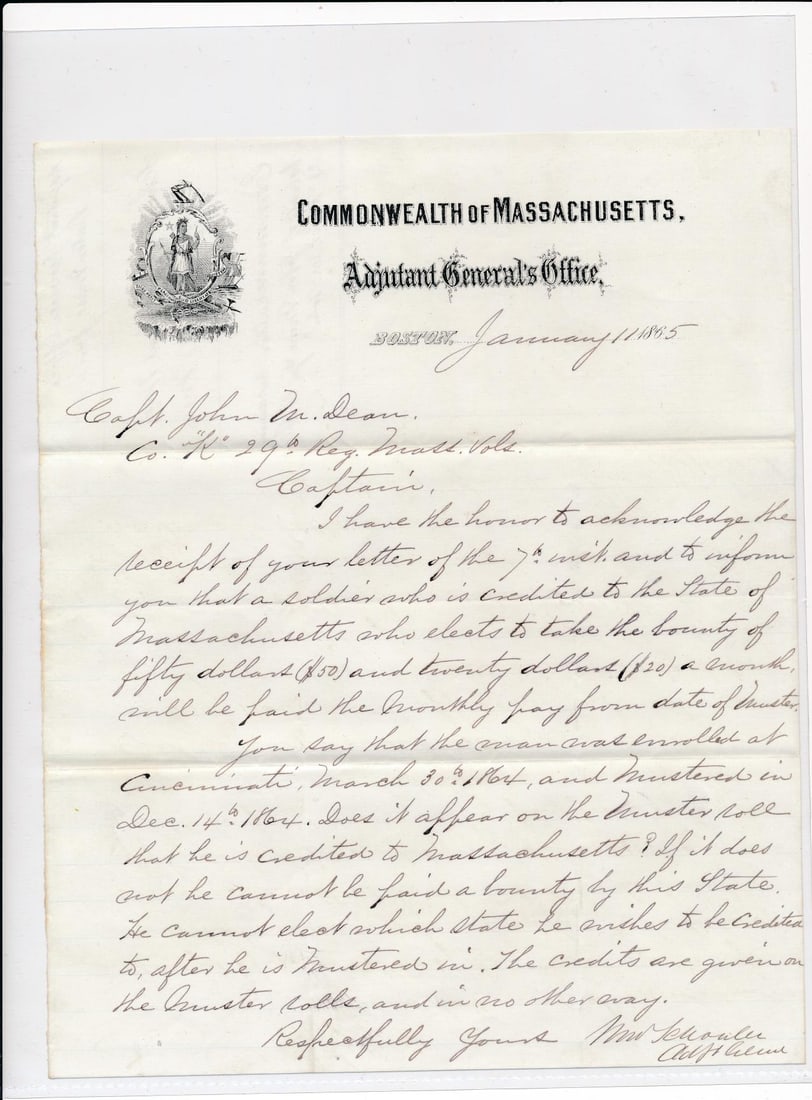 COMMONWEALTH OF MASSACHUSETTS,
Adjutant General's Office,
BOSTON, January 11 1865
Capt. John M. Dean.
Co. "K" 29th Reg. Mass. Vols.
Captain,
I have the honor to acknowledge the
receipt of your letter of the 7th inst. and to inform
you that a soldier who is credited to the State of
Massachusetts who elects to take the bounty of
fifty dollars ($50) and twenty dollars ($20) a month,
will be paid the Monthly pay from date of Muster.
You say that the man was enrolled at
Cincinnati, March 30th 1864, and Mustered in
Dec. 14th 1864. Does it appear on the Muster roll
that he is credited to Massachusetts? If it does
not he cannot be paid a bounty by this State.
He cannot elect which state he wishes to be credited
to, after he is Mustered in. The credits are given on
the Muster rolls, and in no other way.
Respectfully Yours Wm Schouler
Adjt Genl